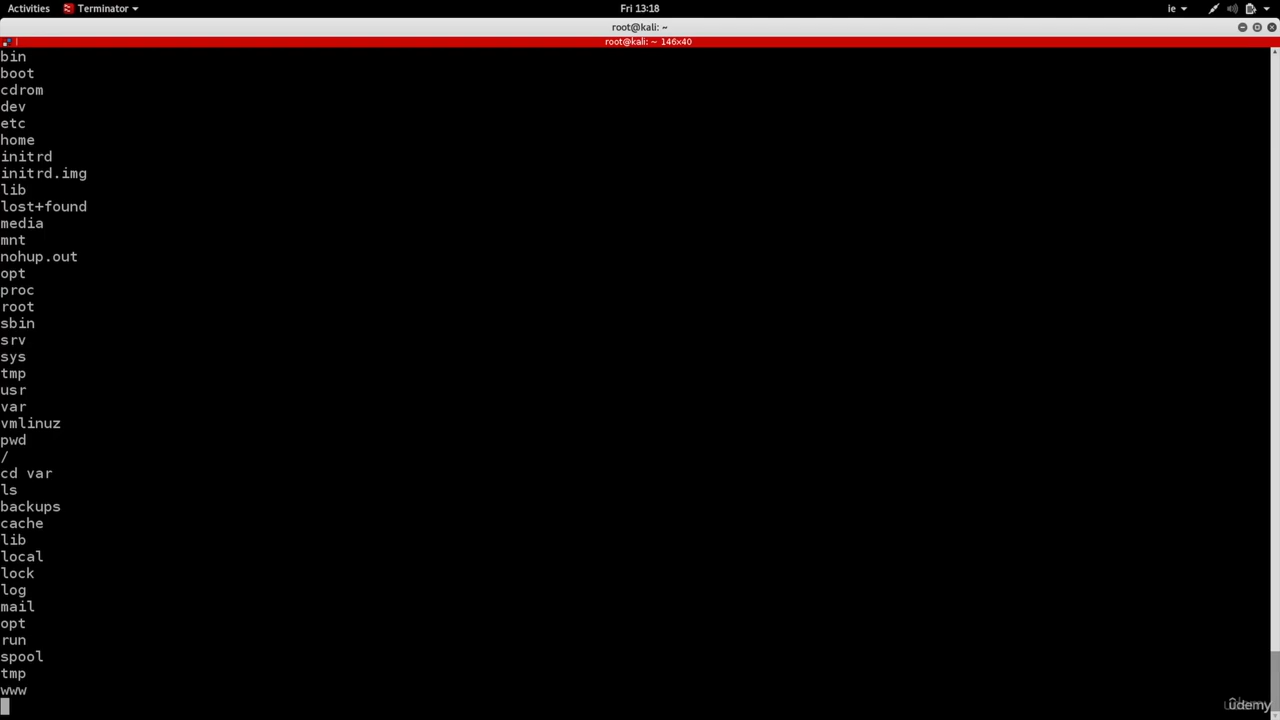 Activities Terminator Fri 13:18 ie
root@kali: ~
root@kali: ~ 146x40
bin
boot
cdrom
dev
etc
home
initrd
initrd.img
lib
lost+found
media
mnt
nohup.out
opt
proc
root
sbin
srv
sys
tmp
usr
var
vmlinuz
pwd
/
cd var
ls
backups
cache
lib
local
lock
log
mail
opt
run
spool
tmp
www
ûdemy